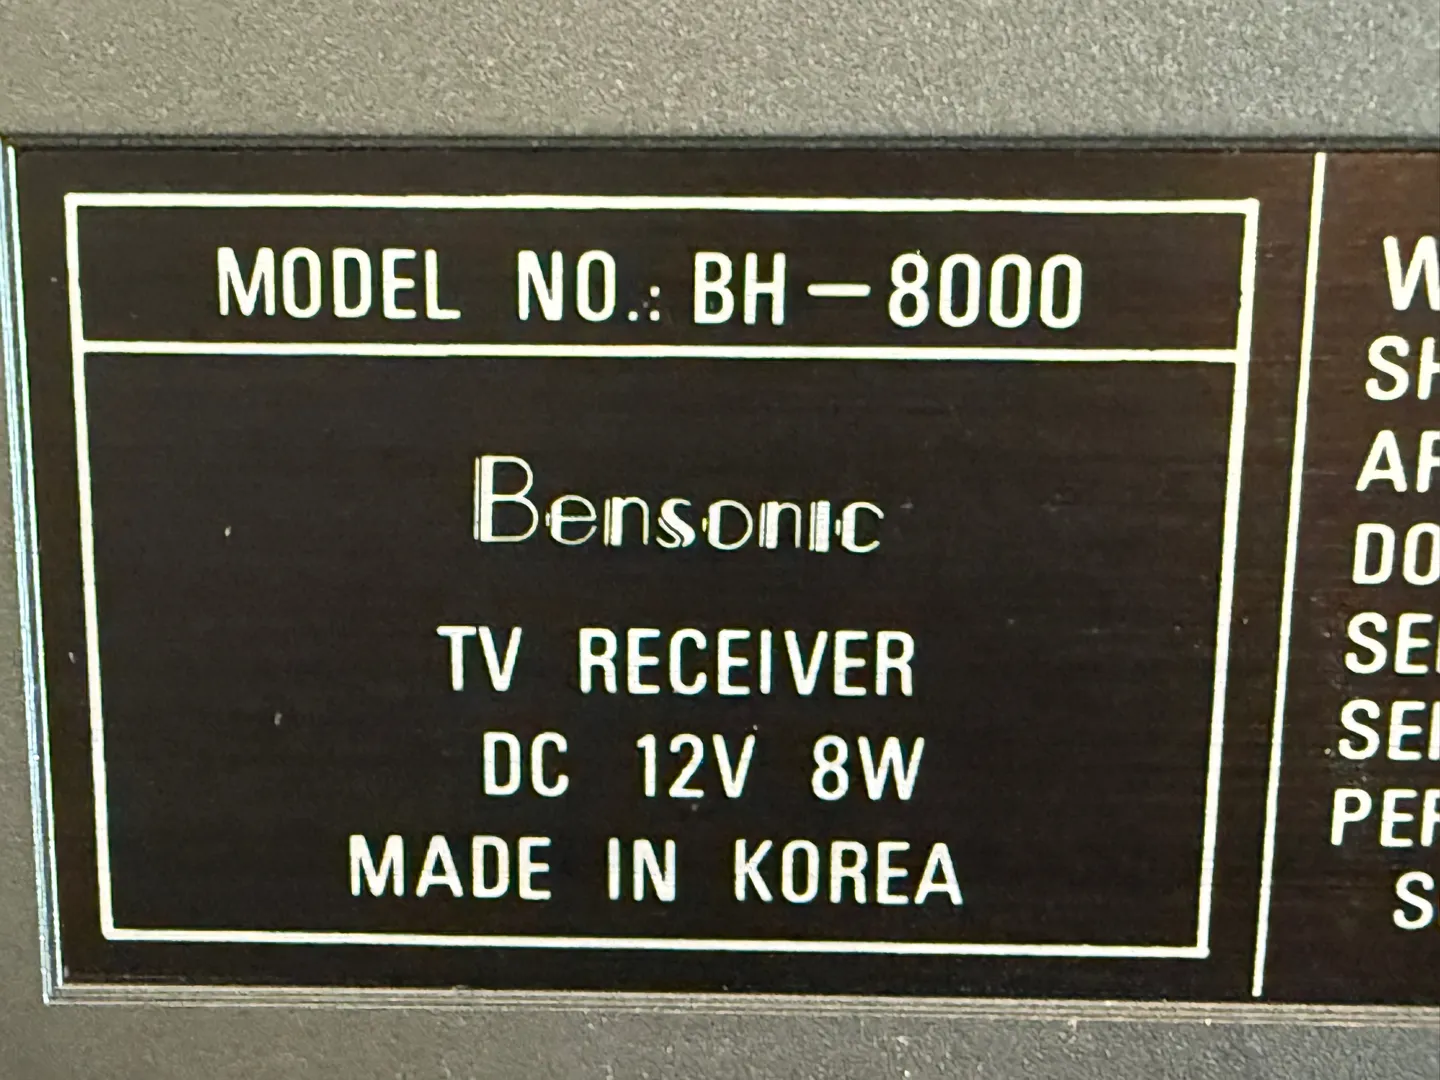 MODEL NO.: BH-8000
Bensonic
TV RECEIVER
DC 12V 8W
MADE IN KOREA